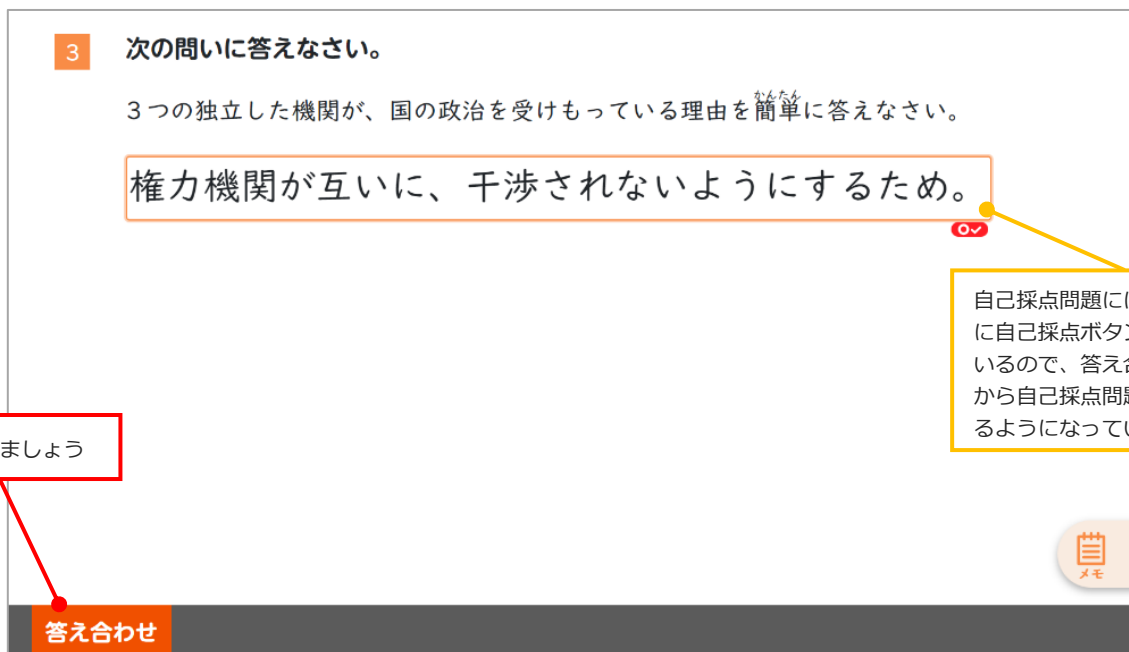 3 次の問いに答えなさい。
かんたん
3つの独立した機関が、国の政治を受けもっている理由を簡単に答えなさい。
権力機関が互いに、干渉されないようにするため。
自己採点問題に
に自己採点ボタ
いるので、答え
から自己採点問
るようになって
ましょう
メモ
答え合わせ